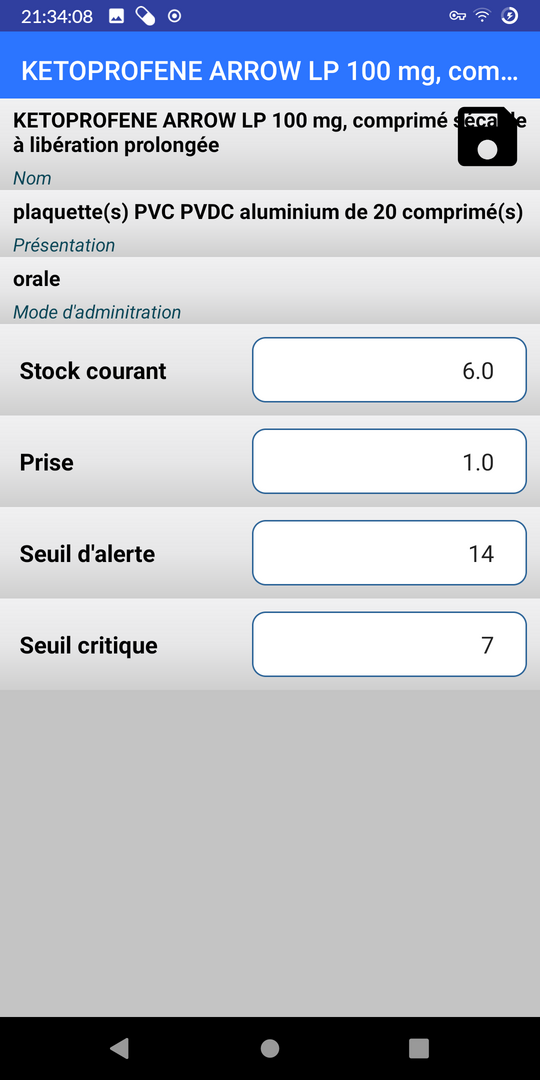 21:34:08
KETOPROFENE ARROW LP 100 mg, com...
KETOPROFENE ARROW LP 100 mg, comprimé sécable
à libération prolongée
Nom
plaquette(s) PVC PVDC aluminium de 20 comprimé(s)
Présentation
orale
Mode d'adminitration
Stock courant 6.0
Prise 1.0
Seuil d'alerte 14
Seuil critique 7